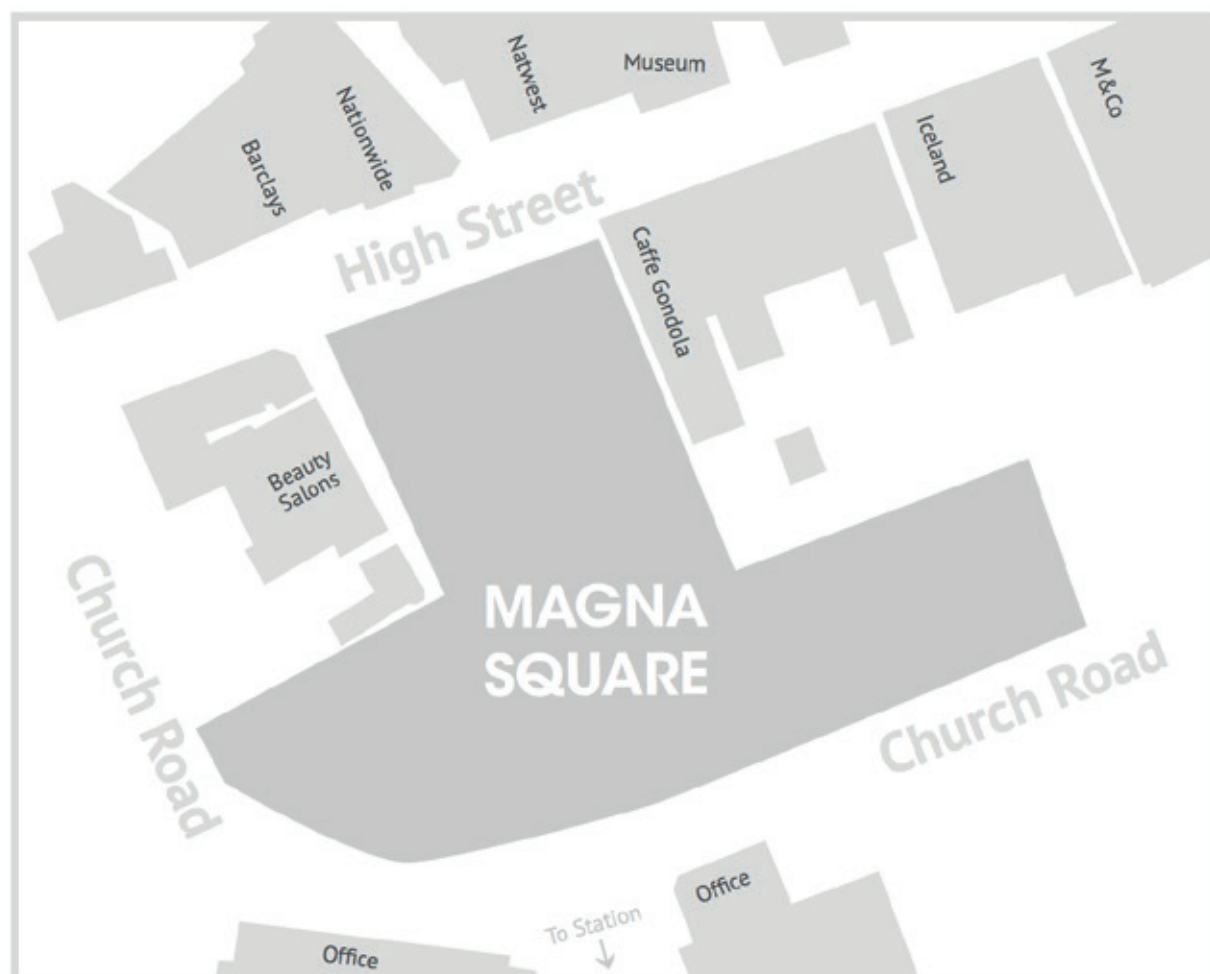 Natwest
Museum
M&Co
Nationwide
Iceland
Barclays
High Street
Caffe Gondola
Beauty
Salons
Church Road
MAGNA
SQUARE
Church Road
Office
To Station
Office